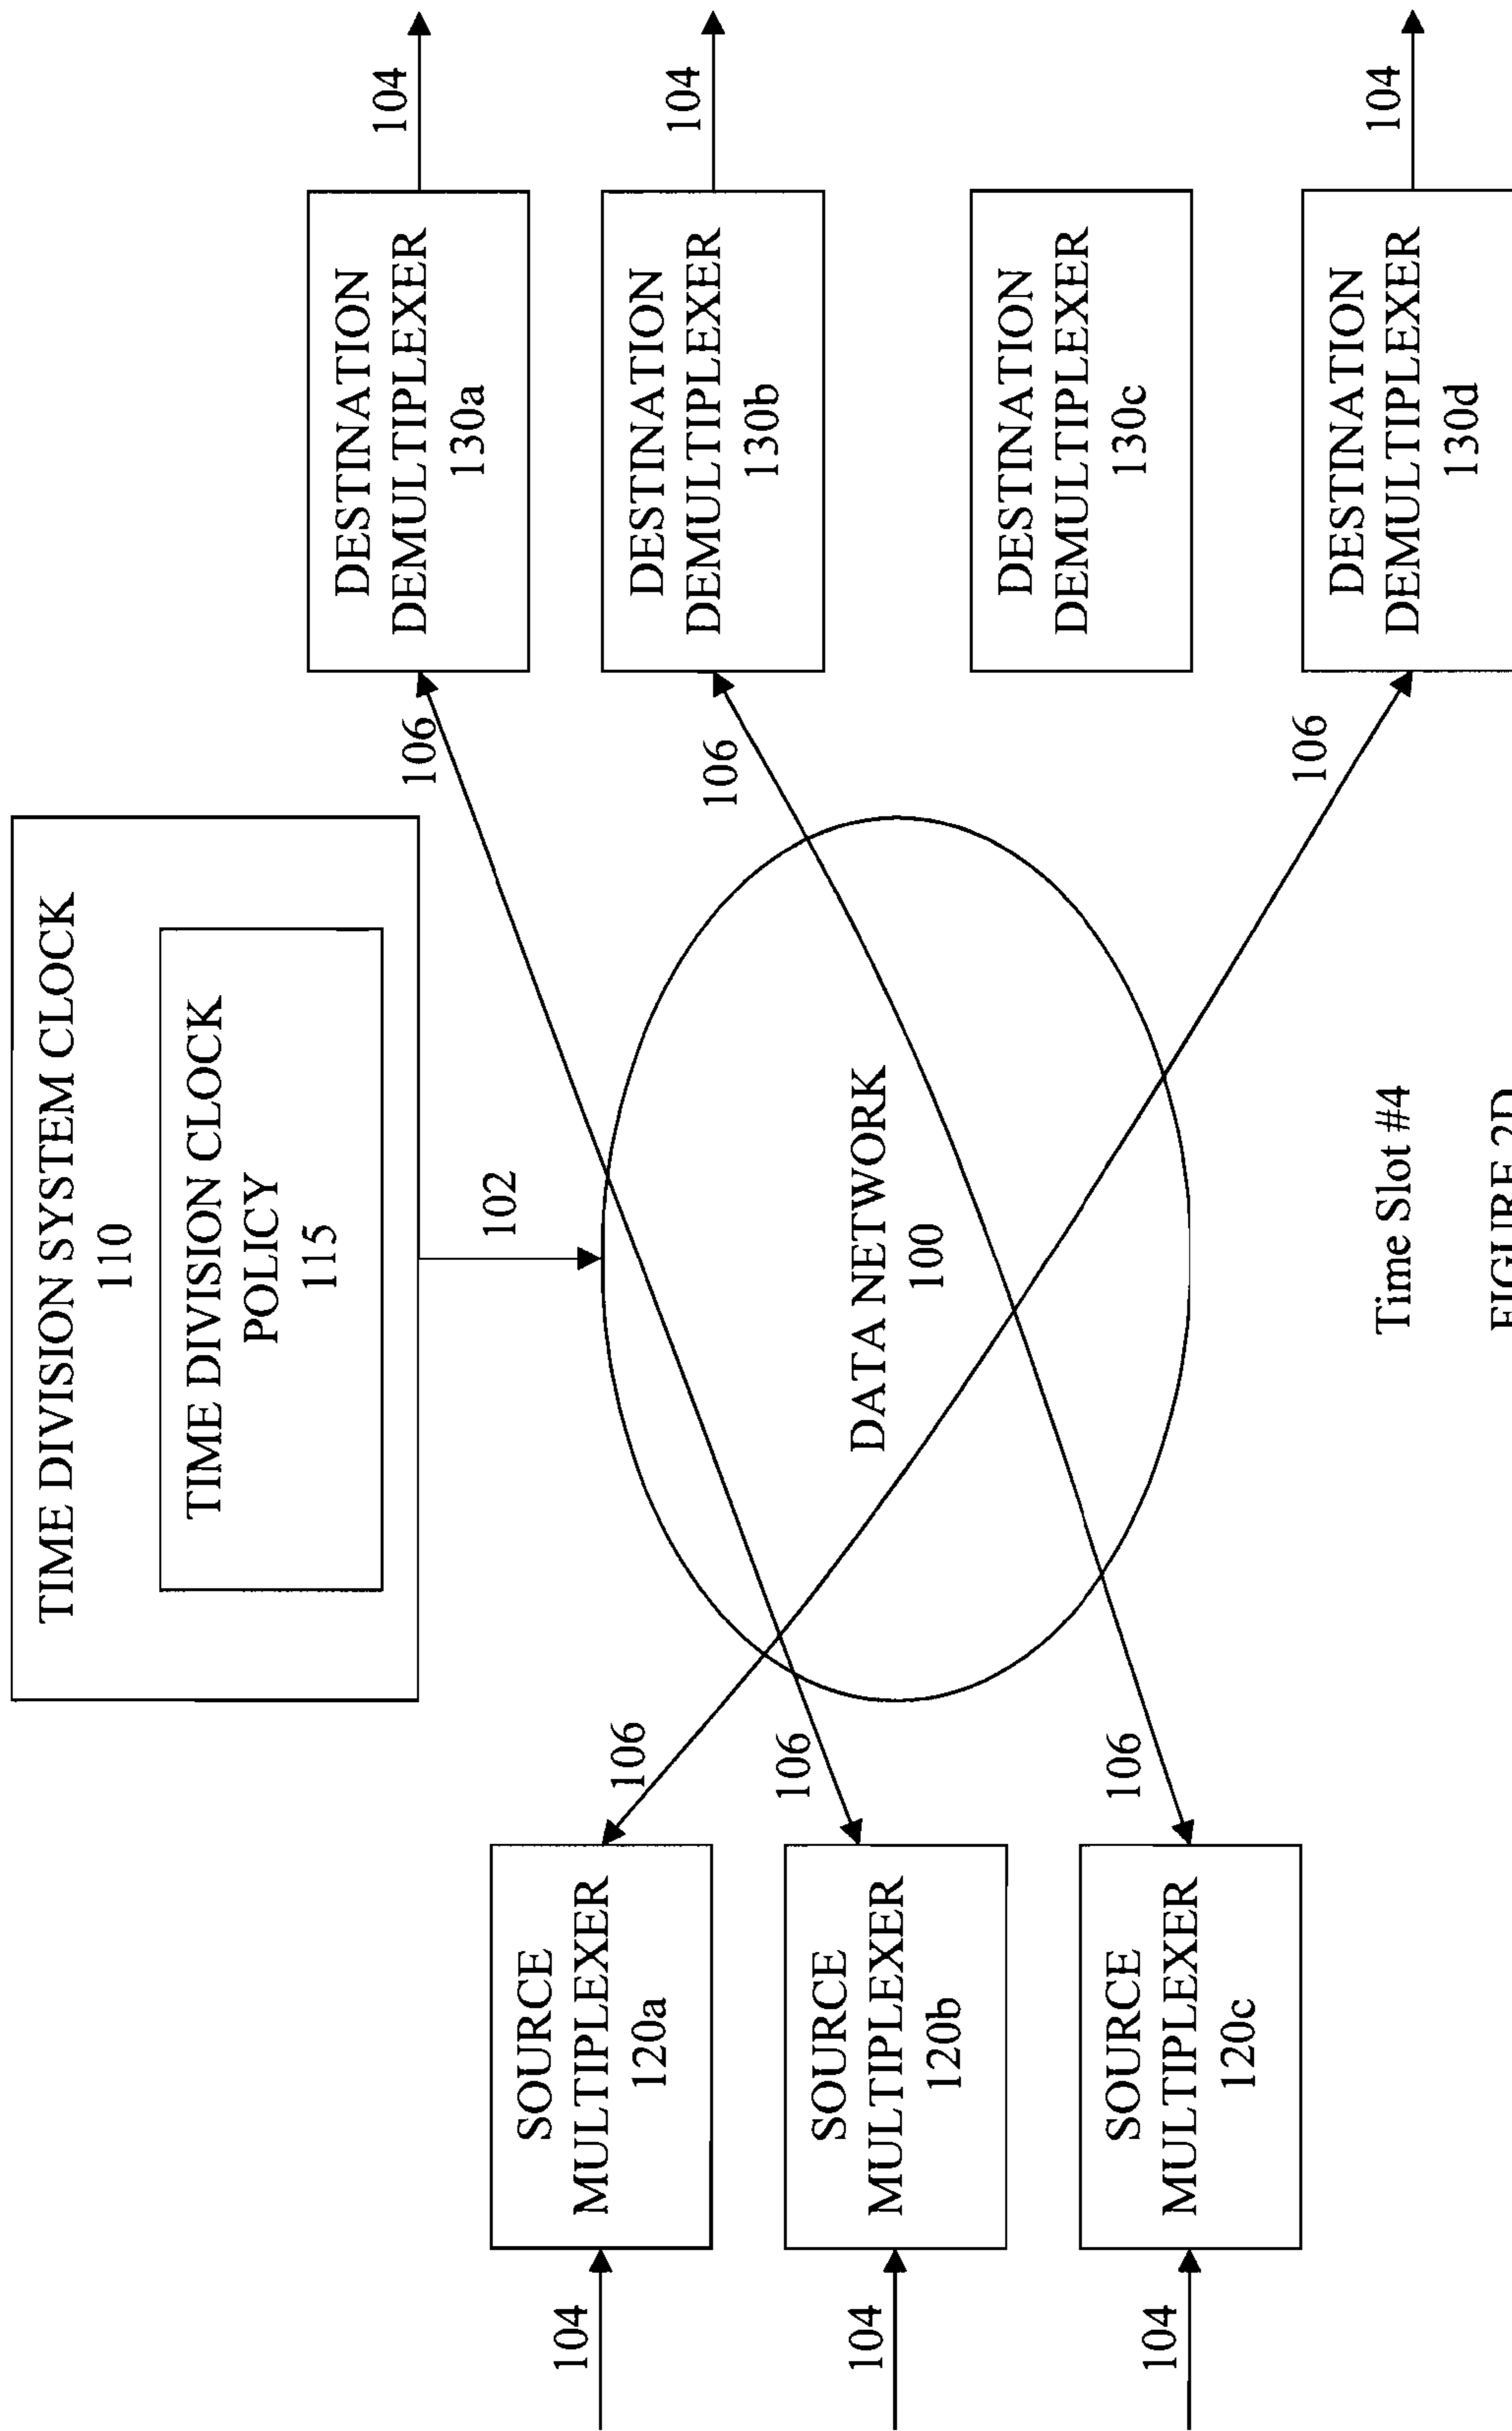 TIME DIVISION SYSTEM CLOCK
110
TIME DIVISION CLOCK
POLICY
115
102
104
SOURCE
MULTIPLEXER
120a
106
104
SOURCE
MULTIPLEXER
120b
106
104
SOURCE
MULTIPLEXER
120c
106
DATA NETWORK
100
106
DESTINATION
DEMULTIPLEXER
130a
104
106
DESTINATION
DEMULTIPLEXER
130b
104
DESTINATION
DEMULTIPLEXER
130c
106
DESTINATION
DEMULTIPLEXER
130d
104
Time Slot #4
FIGURE 2D